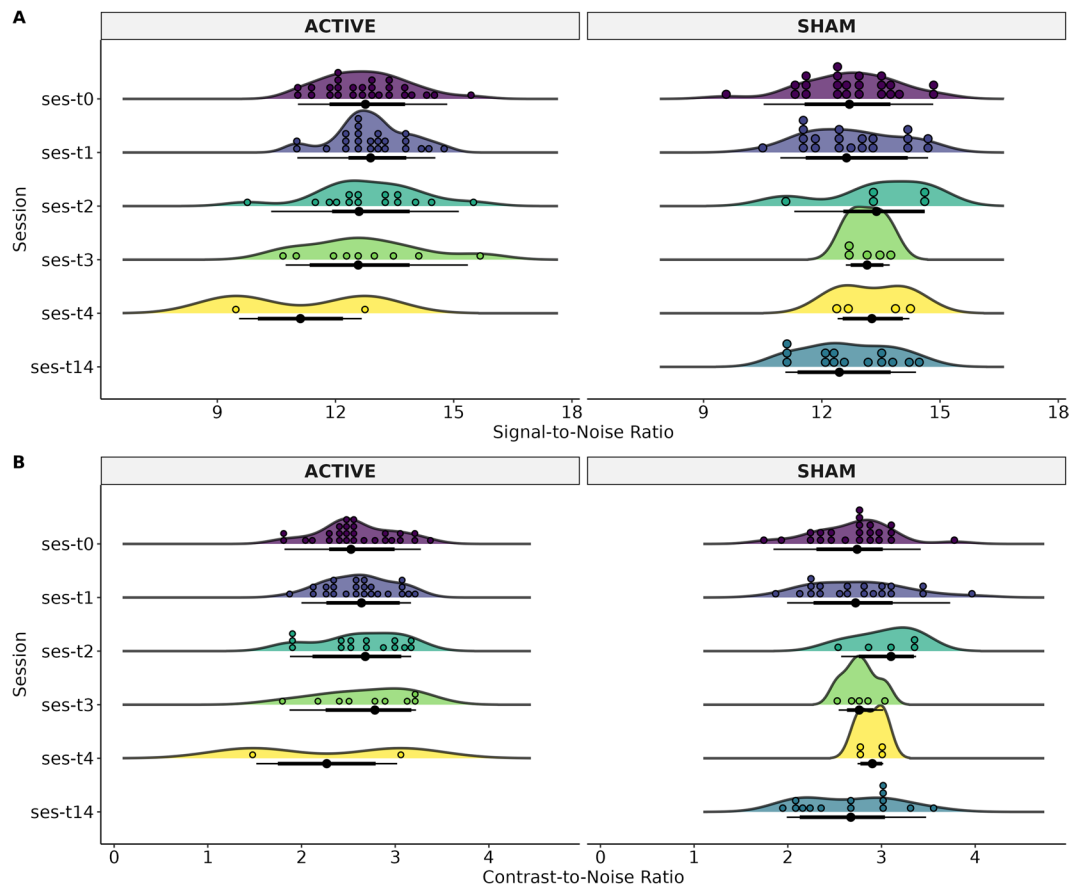 A
ACTIVE
SHAM
ses-t0
ses-t1
ses-t2
ses-t3
ses-t4
ses-t14
Session
9 12 15 18
9 12 15 18
Signal-to-Noise Ratio
B
ACTIVE
SHAM
ses-t0
ses-t1
ses-t2
ses-t3
ses-t4
ses-t14
Session
0 1 2 3 4
0 1 2 3 4
Contrast-to-Noise Ratio